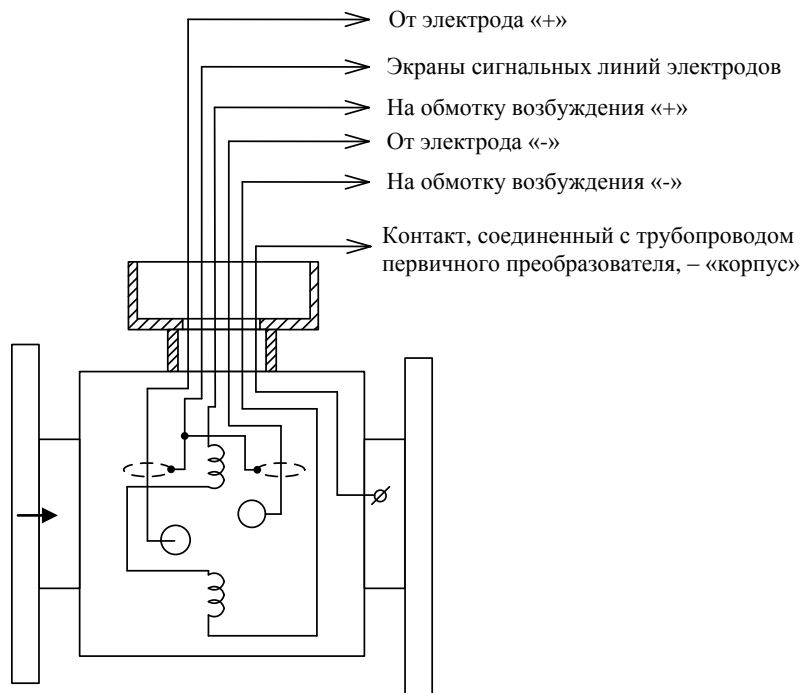 От электрода «+»
Экраны сигнальных линий электродов
На обмотку возбуждения «+»
От электрода «-»
На обмотку возбуждения «-»
Контакт, соединенный с трубопроводом
первичного преобразователя, – «корпус»